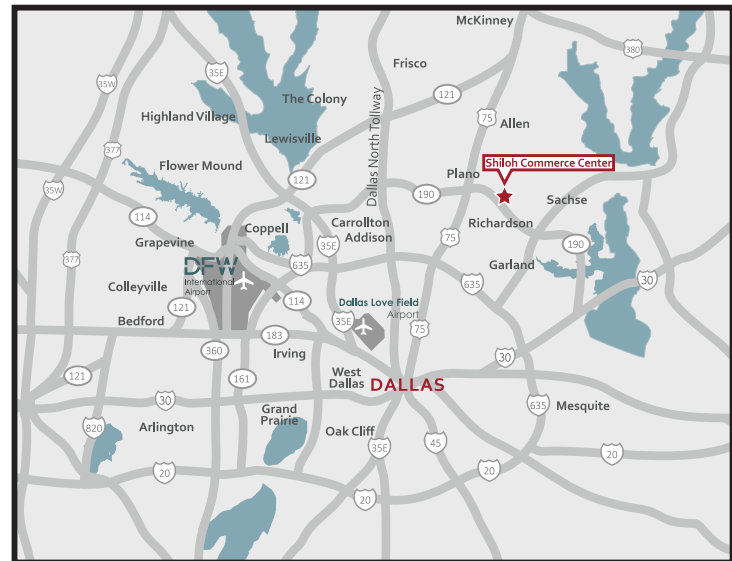 McKinney
380
35W
35E
Frisco
The Colony
Highland Village
121
75
Allen
Dallas North Tollway
Lewisville
377
Shiloh Commerce Center
Flower Mound
121
Plano
35W
190
Sachse
114
Coppell
Carrollton
Richardson
Grapevine
Addison
35E
75
190
377
DFW
International
Airport
635
Garland
635
30
Colleyville
121
114
Dallas Love Field
Airport
Bedford
35E
75
183
360
Irving
30
121
161
West
Dallas
DALLAS
30
635
Mesquite
820
Arlington
Grand
Prairie
Oak Cliff
35E
45
20
20
20
20